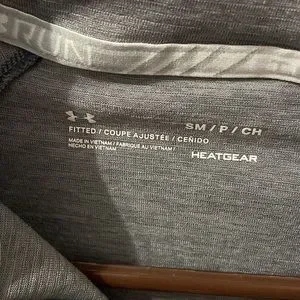 RUN
SM / P / CH
FITTED / COUPE AJUSTÉE / CEÑIDO
MADE IN VIETNAM / FABRIQUÉ AU VIETNAM /
HECHO EN VIETNAM
HEATGEAR